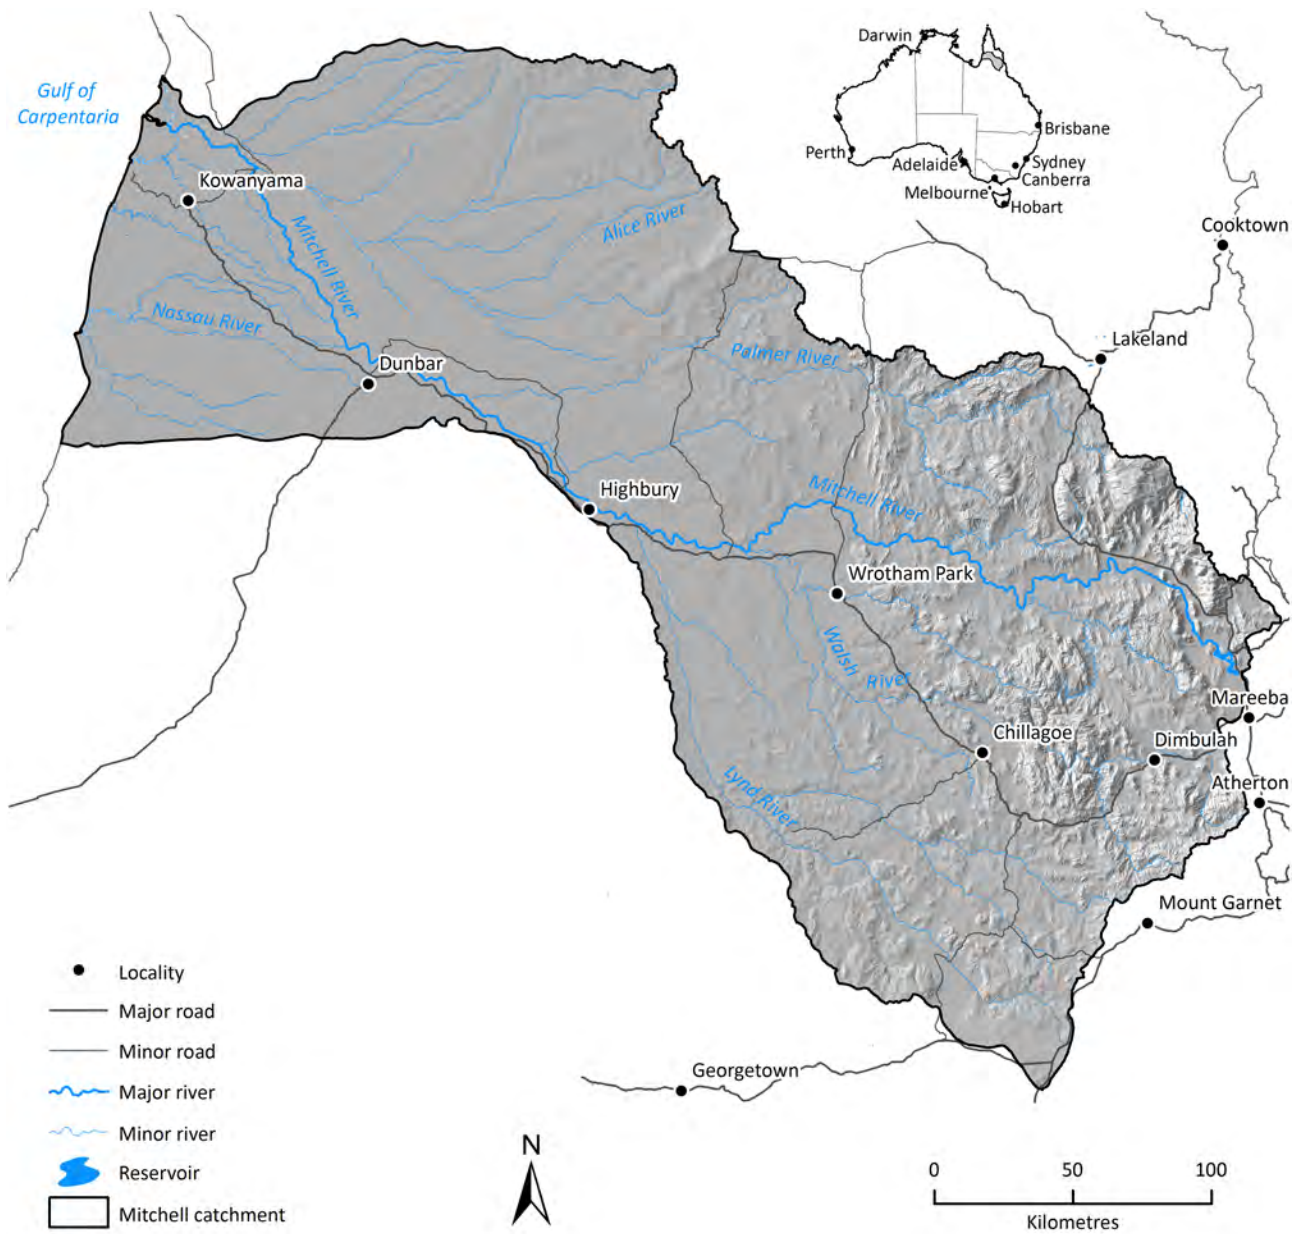 Gulf of
Carpentaria
Darwin
Brisbane
Perth
Adelaide
Sydney
Canberra
Melbourne
Hobart
Kowanyama
Mitchell River
Alice River
Cooktown
Nassau River
Dunbar
Palmer River
Lakeland
Highbury
Mitchell River
Wrotham Park
Walsh River
Mareeba
Chillagoe
Dimbulah
Lynd River
Atherton
Mount Garnet
Georgetown
Locality
Major road
Minor road
Major river
Minor river
Reservoir
Mitchell catchment
N
0 50 100
Kilometres